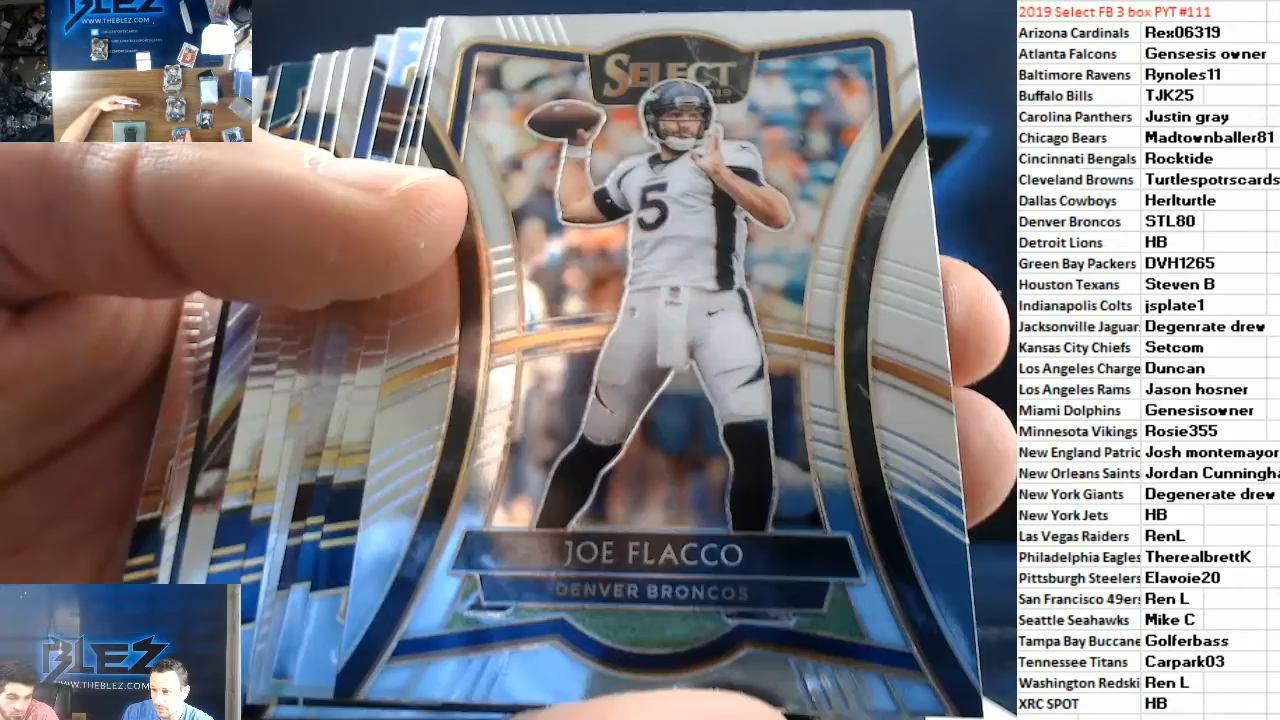 WWW.THEBLEZ.COM
SELECT
5
JOE FLACCO
DENVER BRONCOS
BLEZ
WWW.THEBLEZ.COM
2019 Select FB 3 box PYT #111
Arizona Cardinals Rex06319
Atlanta Falcons Gensesis owner
Baltimore Ravens Rynoles11
Buffalo Bills TJK25
Carolina Panthers Justin gray
Chicago Bears Madtownballer81
Cincinnati Bengals Rocktide
Cleveland Browns Turtlespotrscards
Dallas Cowboys Herlturtle
Denver Broncos STL80
Detroit Lions HB
Green Bay Packers DVH1265
Houston Texans Steven B
Indianapolis Colts jsplate1
Jacksonville Jaguar Degenrate drew
Kansas City Chiefs Setcom
Los Angeles Charge Duncan
Los Angeles Rams Jason hosner
Miami Dolphins Genesisowner
Minnesota Vikings Rosie355
New England Patric Josh montemayor
New Orleans Saints Jordan Cunningha
New York Giants Degenerate drew
New York Jets HB
Las Vegas Raiders RenL
Philadelphia Eagles TherealbrettK
Pittsburgh Steelers Elavoie20
San Francisco 49ers Ren L
Seattle Seahawks Mike C
Tampa Bay Buccane Golferbass
Tennessee Titans Carpark03
Washington Redski Ren L
XRC SPOT HB